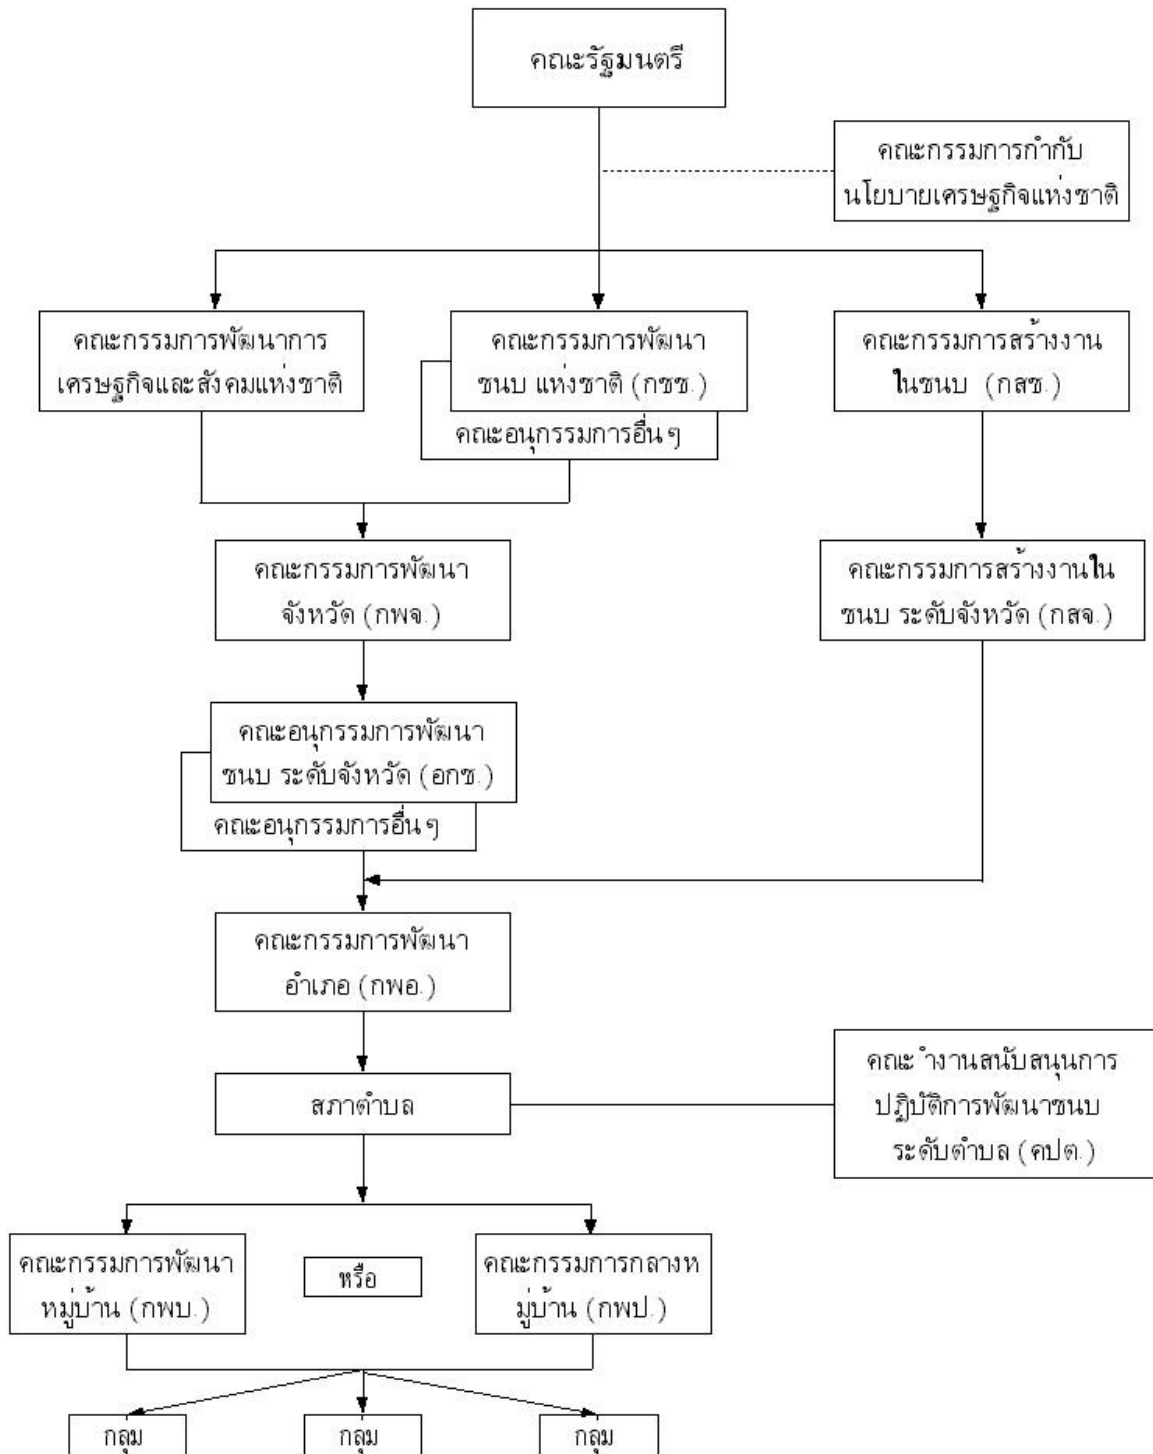 คณะรัฐมนตรี
คณะกรรมการกำกับ
นโยบายเศรษฐกิจแห่งชาติ
คณะกรรมการพัฒนาการ
เศรษฐกิจและสังคมแห่งชาติ
คณะกรรมการพัฒนา
ชนบ แห่งชาติ (กชช.)
คณะอนุกรรมการอื่นๆ
คณะกรรมการสร้างงาน
ในชนบ (กสช.)
คณะกรรมการพัฒนา
จังหวัด (กพจ.)
คณะกรรมการสร้างงานใน
ชนบ ระดับจังหวัด (กสจ.)
คณะอนุกรรมการพัฒนา
ชนบ ระดับจังหวัด (อกช.)
คณะอนุกรรมการอื่นๆ
คณะกรรมการพัฒนา
อำเภอ (กพอ.)
สภาตำบล
คณะ ำงานสนับสนุนการ
ปฏิบัติการพัฒนาชนบ
ระดับตำบล (คปต.)
คณะกรรมการพัฒนา
หมู่บ้าน (กพบ.)
หรือ
คณะกรรมการกลางห
มู่บ้าน (กพป.)
กลุม
กลุม
กลุม